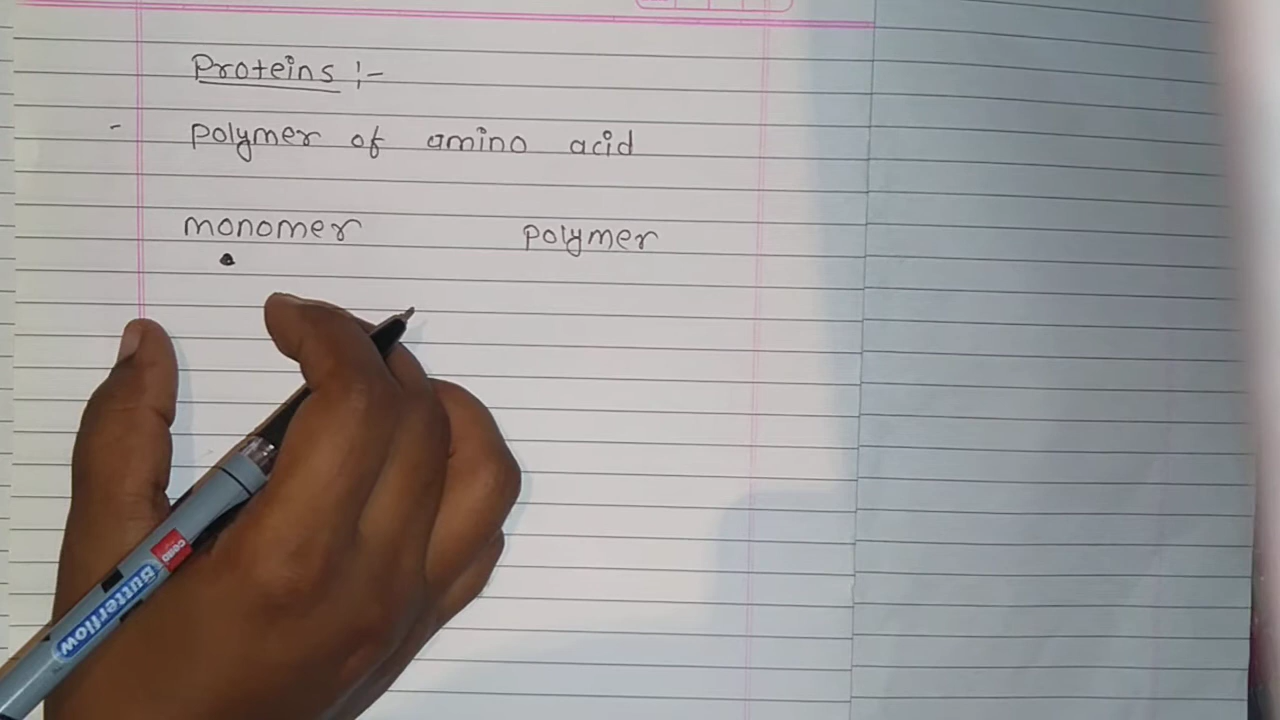 Proteins :-
- polymer of amino acid
monomer polymer
cello
Butterflow